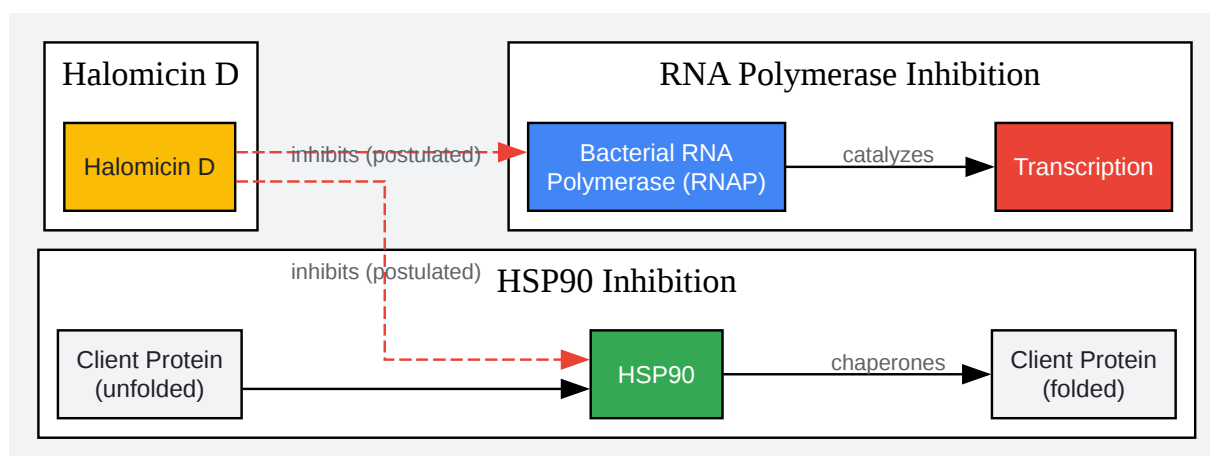 Halomicin D
RNA Polymerase Inhibition
Halomicin D
inhibits (postulated)
Bacterial RNA
Polymerase (RNAP)
catalyzes
Transcription
inhibits (postulated)
HSP90 Inhibition
Client Protein
(unfolded)
HSP90
chaperones
Client Protein
(folded)